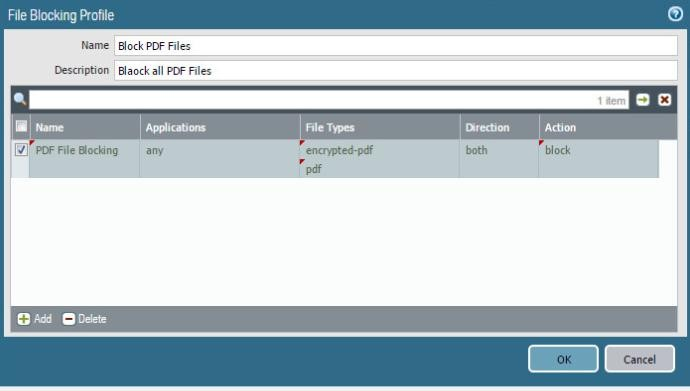 File Blocking Profile
Name Block PDF Files
Description Blaock all PDF Files
1 item
Name Applications File Types Direction Action
PDF File Blocking any encrypted-pdf both block
pdf
Add Delete
OK Cancel